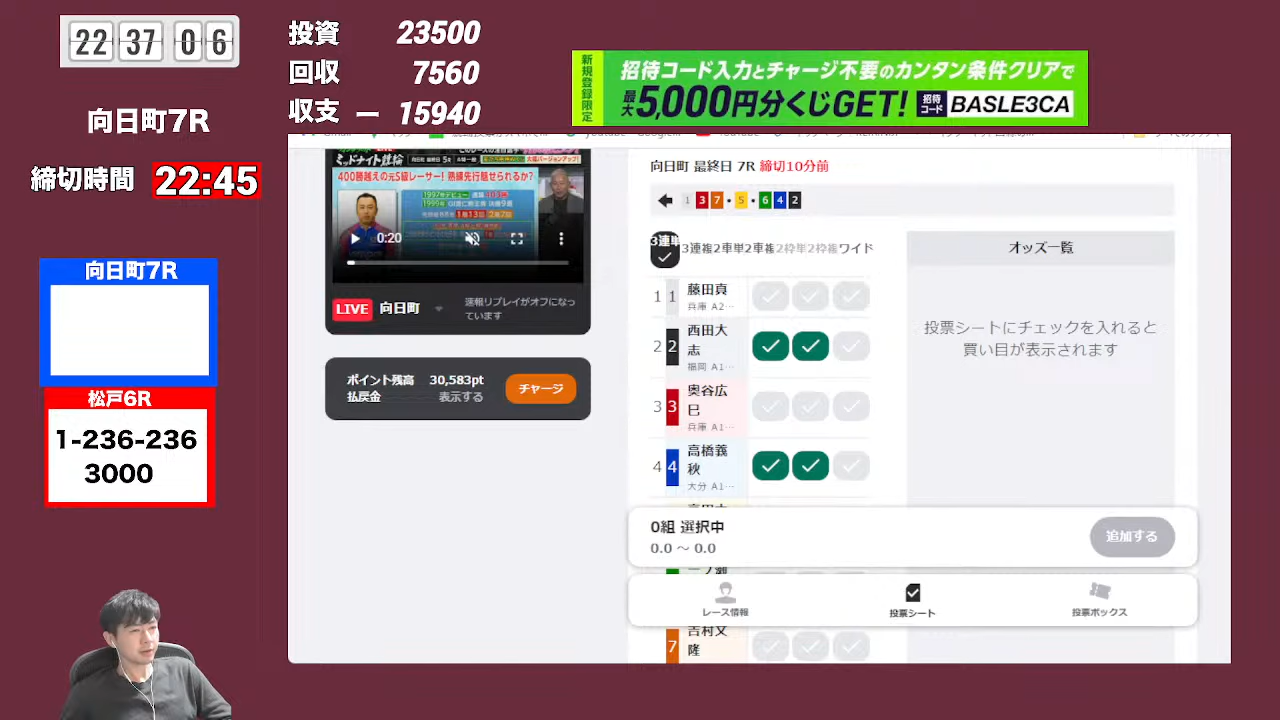 22 37 06
投資 23500
回収 7560
収支 － 15940
向日町7R
締切時間 22:45
新規登録限定
招待コード入力とチャージ不要のカンタン条件クリアで
最大5,000円分くじGET! 招待コード BASLE3CA
向日町7R
松戸6R
1-236-236
3000
ミッドナイト競輪
400勝越えの元S級レーサー!熟練先行魅せられるか?
0:20
LIVE 向日町
速報リプレイがオフになっています
ポイント残高 30,583pt
払戻金 表示する
チャージ
向日町 最終日 7R 締切10分前
1 3 7 ・ 5 ・ 6 4 2
3連単 3連複 2車単 2車複 2枠単 2枠複 ワイド
オッズ一覧
投票シートにチェックを入れると
買い目が表示されます
1 1 藤田真
兵庫 A2…
2 2 西田大志
福岡 A1…
3 3 奥谷広巳
兵庫 A1…
4 4 高橋義秋
大分 A1…
7 吉村文隆
0組 選択中
0.0 ～ 0.0
追加する
レース情報
投票シート
投票ボックス